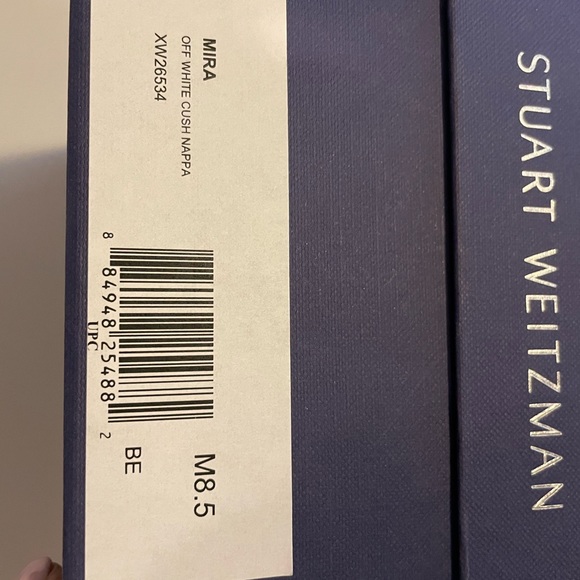 MIRA
OFF WHITE CUSH NAPPA
XW26534
8 84948 25488 2
UPC
M8.5
BE
STUART WEITZMAN